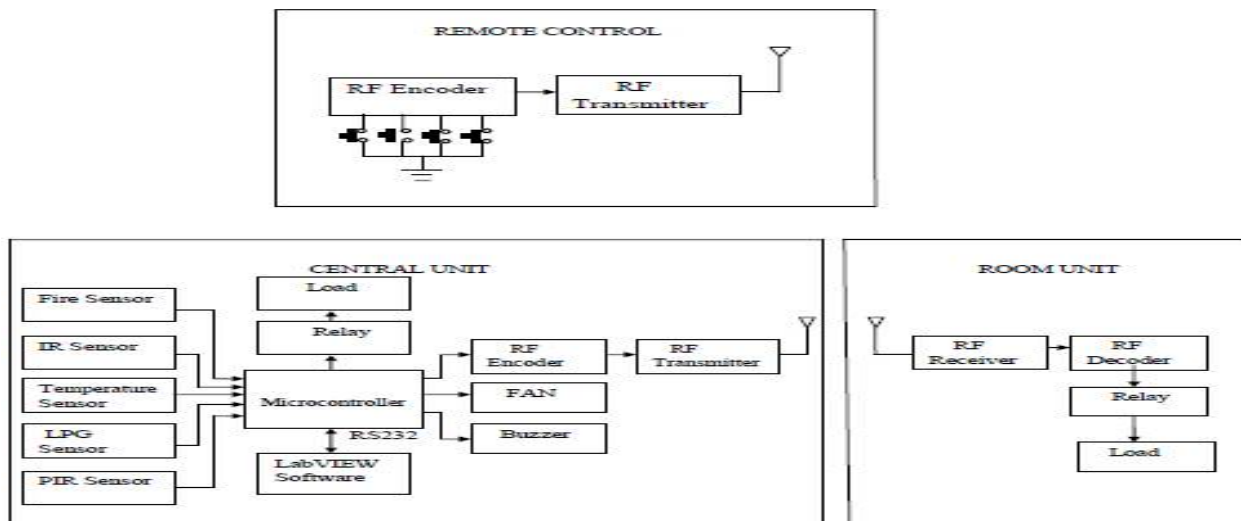 REMOTE CONTROL
RF Encoder
RF
Transmitter
CENTRAL UNIT
Fire Sensor
IR Sensor
Temperature
Sensor
LPG
Sensor
PIR Sensor
Load
Relay
Microcontroller
RS232
LabVIEW
Software
RF
Encoder
RF
Transmitter
FAN
Buzzer
ROOM UNIT
RF
Receiver
RF
Decoder
Relay
Load